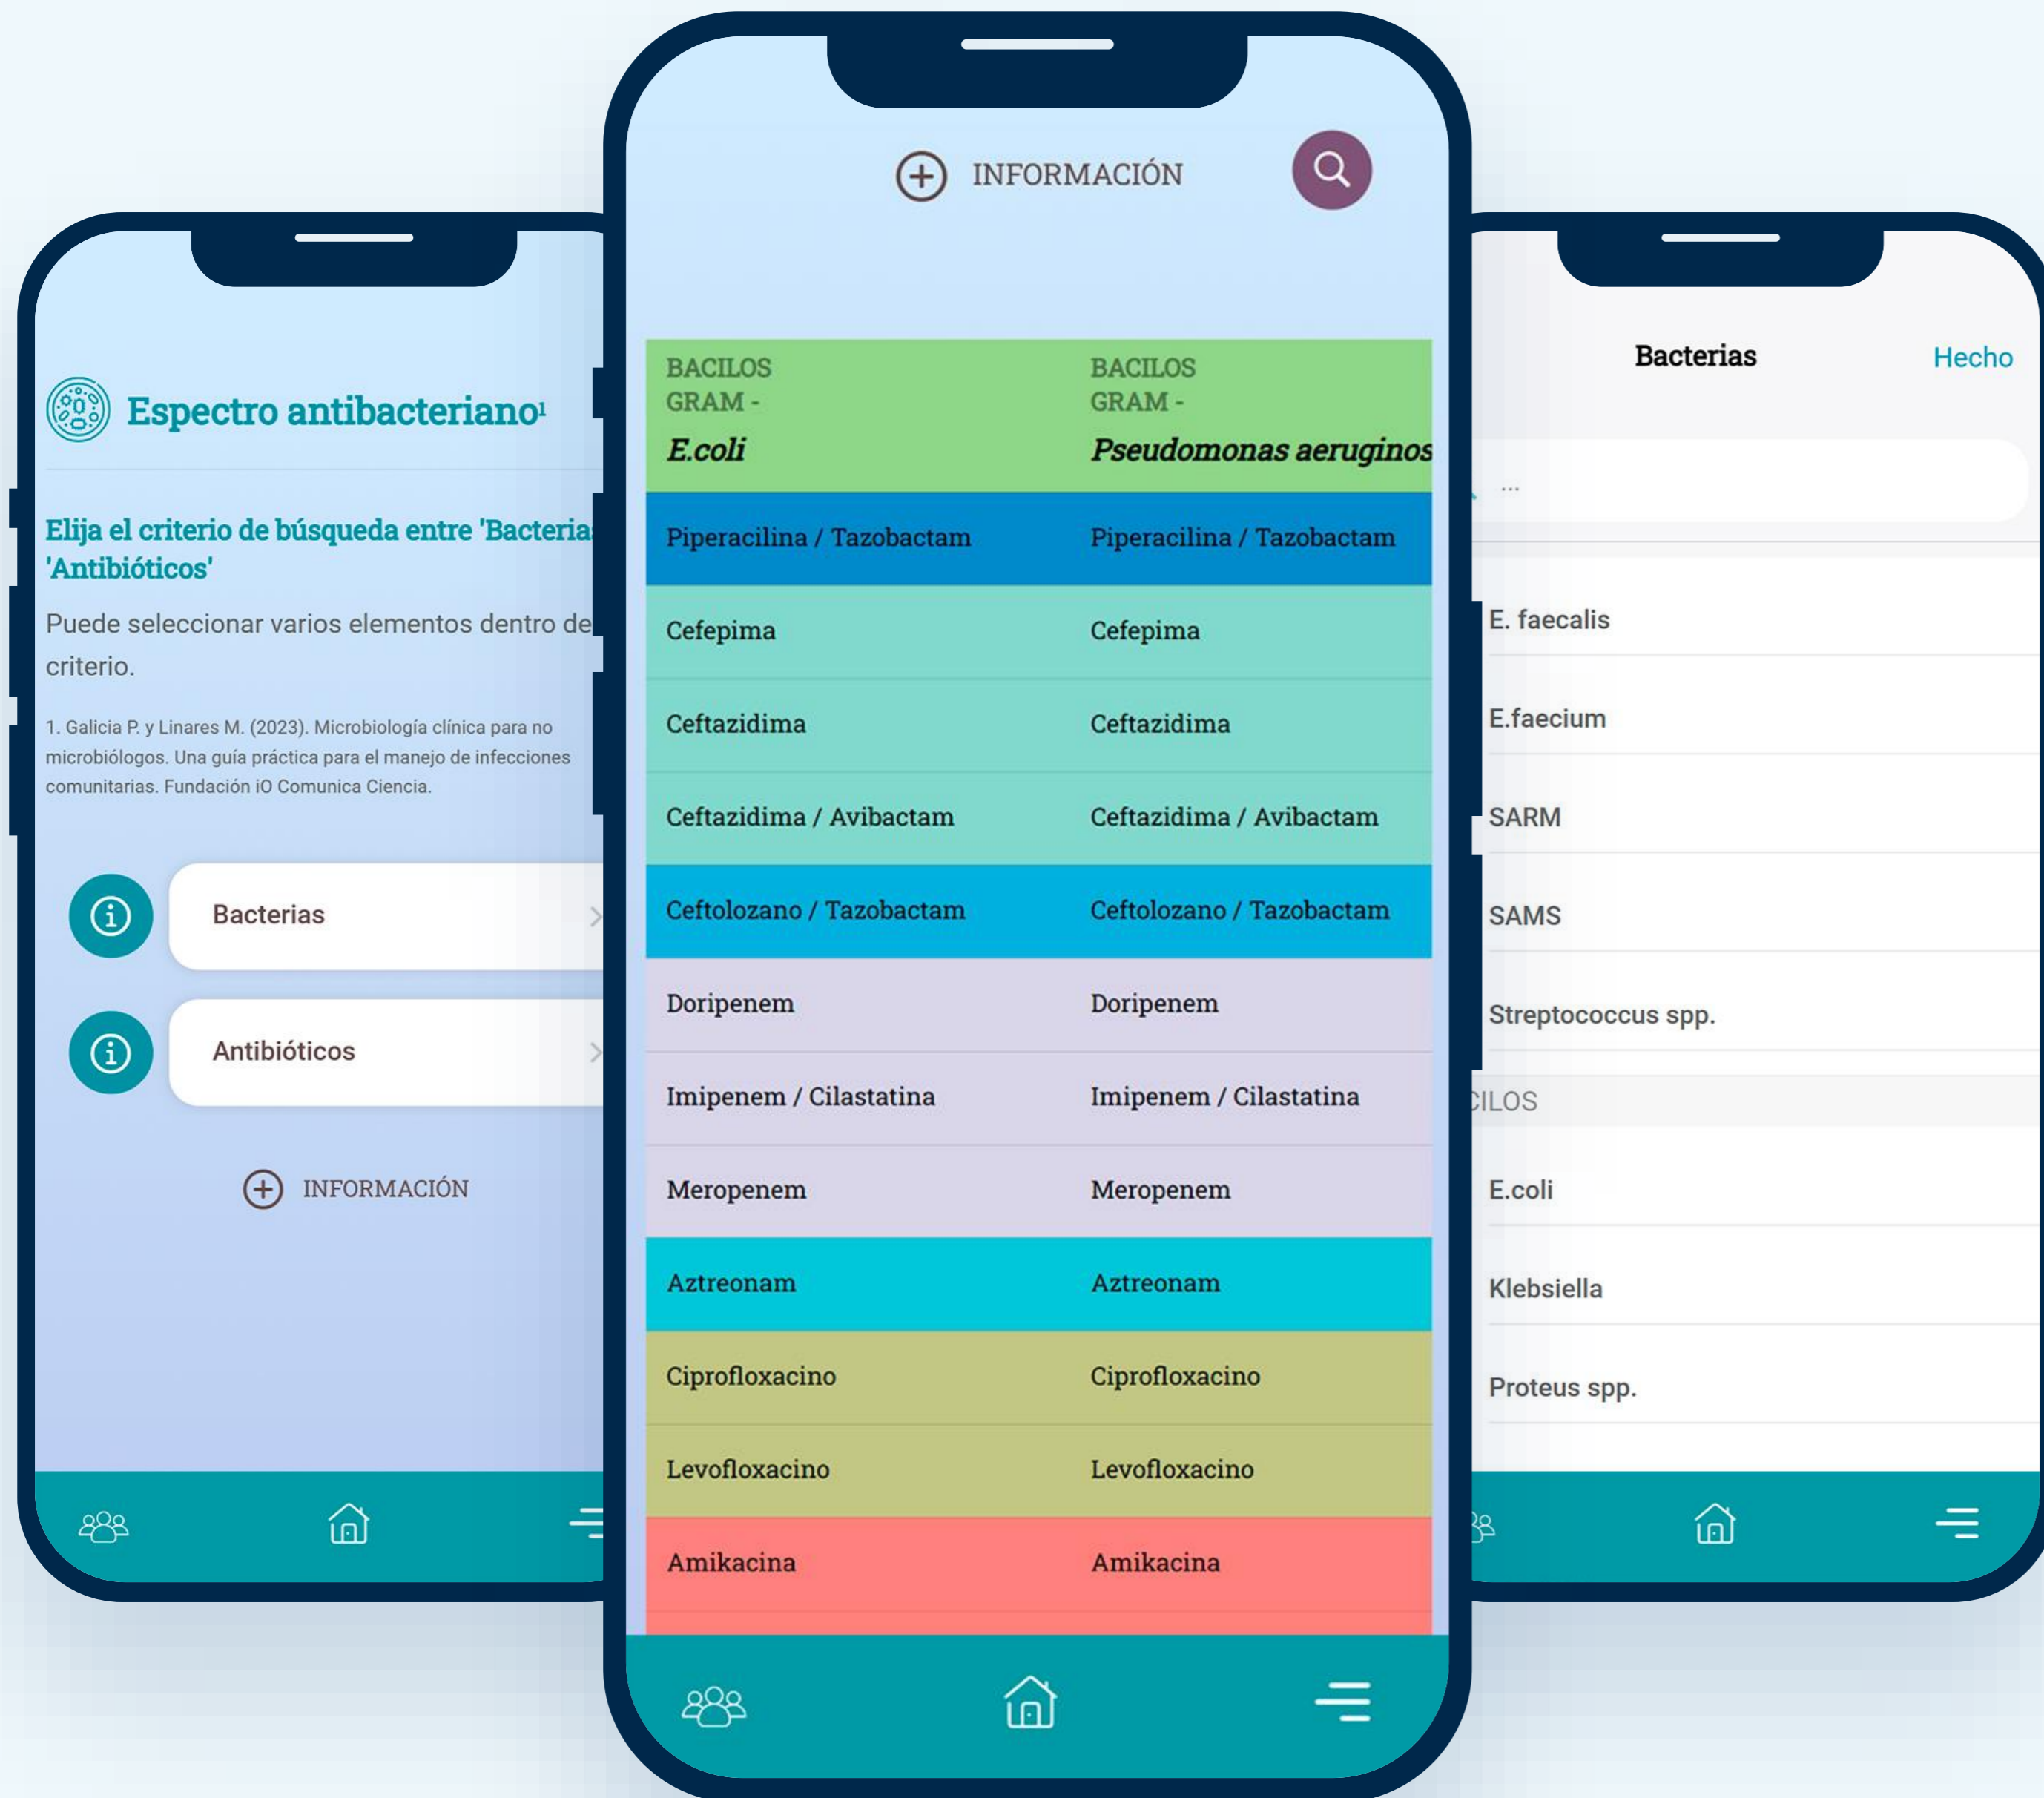 Espectro antibacteriano¹
Elija el criterio de búsqueda entre 'Bacteria
'Antibióticos'
Puede seleccionar varios elementos dentro de
criterio.
1. Galicia P. y Linares M. (2023). Microbiología clínica para no
microbiólogos. Una guía práctica para el manejo de infecciones
comunitarias. Fundación iO Comunica Ciencia.
Bacterias
Antibióticos
INFORMACIÓN
INFORMACIÓN
BACILOS BACILOS
GRAM - GRAM -
E.coli Pseudomonas aeruginos
Piperacilina / Tazobactam Piperacilina / Tazobactam
Cefepima Cefepima
Ceftazidima Ceftazidima
Ceftazidima / Avibactam Ceftazidima / Avibactam
Ceftolozano / Tazobactam Ceftolozano / Tazobactam
Doripenem Doripenem
Imipenem / Cilastatina Imipenem / Cilastatina
Meropenem Meropenem
Aztreonam Aztreonam
Ciprofloxacino Ciprofloxacino
Levofloxacino Levofloxacino
Amikacina Amikacina
Bacterias Hecho
...
E. faecalis
E.faecium
SARM
SAMS
Streptococcus spp.
CILOS
E.coli
Klebsiella
Proteus spp.